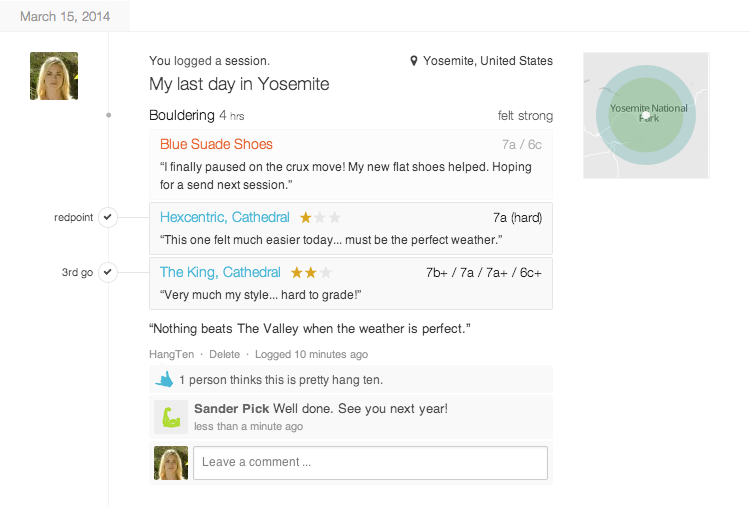 March 15, 2014
You logged a session.
Yosemite, United States
My last day in Yosemite
Yosemite National
Park
Bouldering 4 hrs
felt strong
Blue Suade Shoes
7a / 6c
“I finally paused on the crux move! My new flat shoes helped. Hoping
for a send next session.”
redpoint
Hexcentric, Cathedral
7a (hard)
“This one felt much easier today... must be the perfect weather.”
3rd go
The King, Cathedral
7b+ / 7a / 7a+ / 6c+
“Very much my style... hard to grade!”
“Nothing beats The Valley when the weather is perfect.”
HangTen · Delete · Logged 10 minutes ago
1 person thinks this is pretty hang ten.
Sander Pick Well done. See you next year!
less than a minute ago
Leave a comment ...